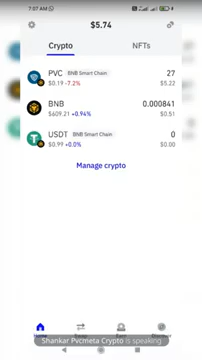 7:07 AM
$5.74
Crypto
NFTs
PVC BNB Smart Chain 27
$0.19 -7.2% $5.22
BNB 0.000841
$609.21 +0.94% $0.51
USDT BNB Smart Chain 0
$0.99 +0.0% $0.00
Manage crypto
Shankar Pvcmeta Crypto is speaking